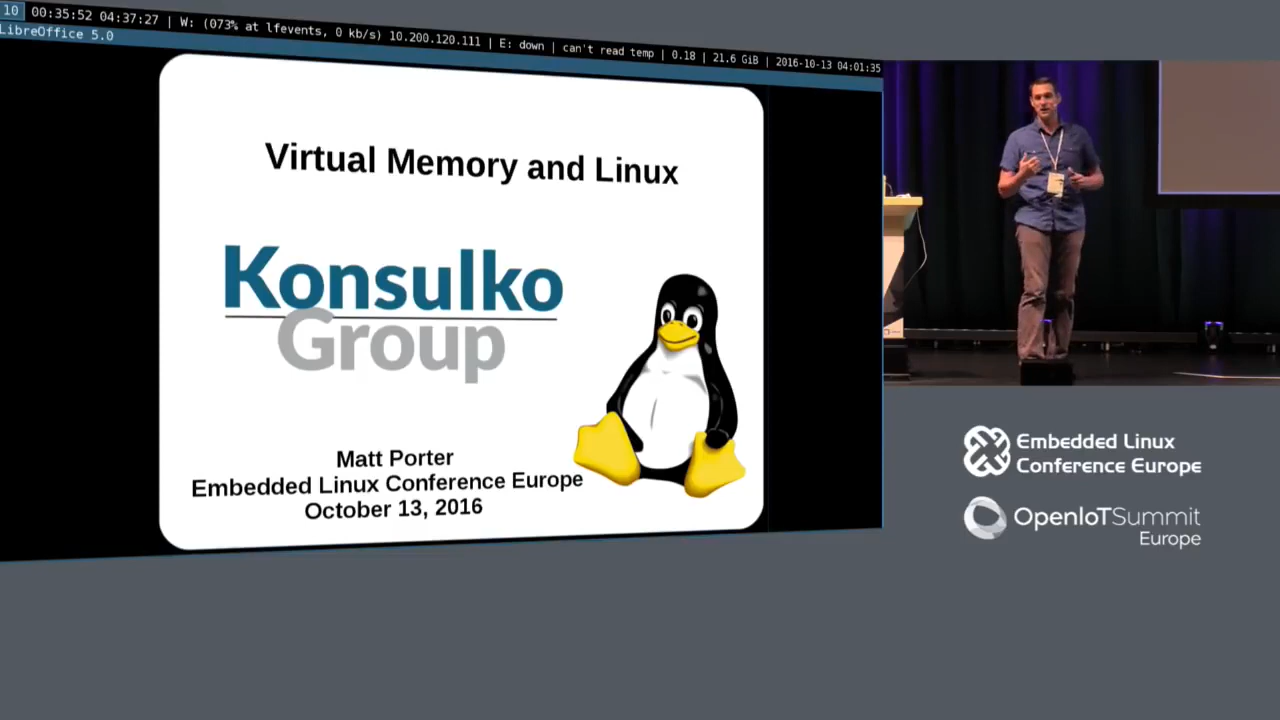 10 00:35:52 04:37:27 | W: (073% at lfevents, 0 kb/s) 10.200.120.111 | E: down | can't read temp | 0.18 | 21.6 GiB | 2016-10-13 04:01:35
LibreOffice 5.0
Virtual Memory and Linux
Konsulko
Group
Matt Porter
Embedded Linux Conference Europe
October 13, 2016
Embedded Linux
Conference Europe
OpenIoTSummit
Europe